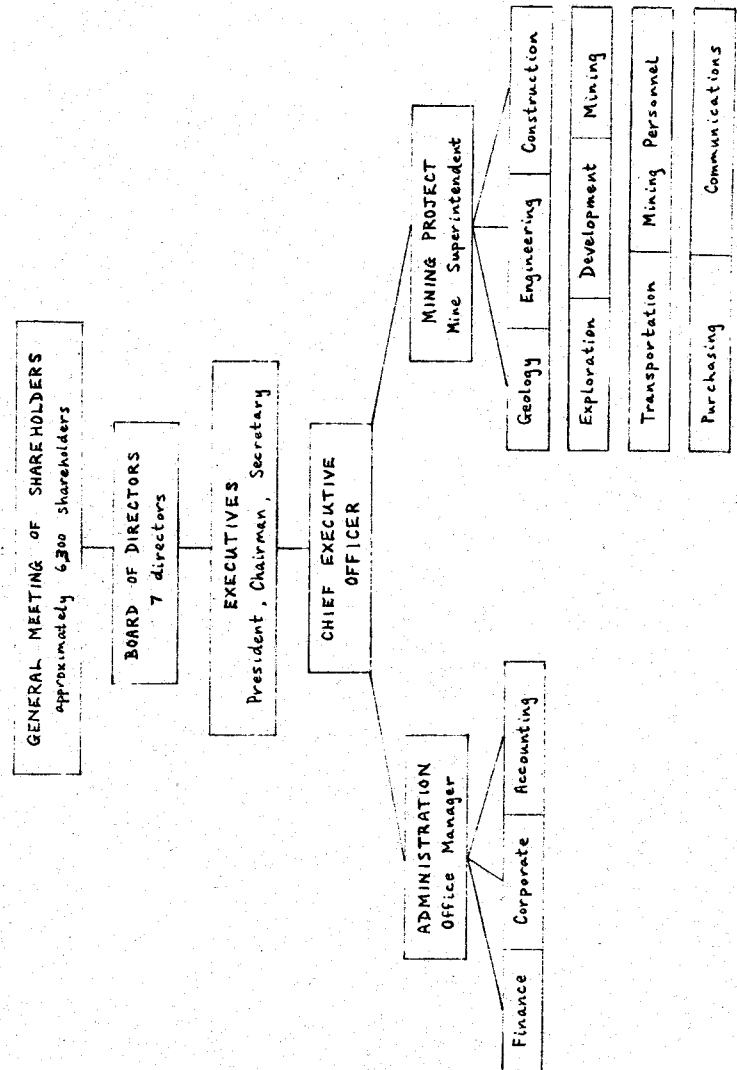 GENERAL MEETING OF SHAREHOLDERS
approximately 6,300 shareholders
BOARD OF DIRECTORS
7 directors
EXECUTIVES
President, Chairman, Secretary
CHIEF EXECUTIVE
OFFICER
ADMINISTRATION
Office Manager
Finance
Corporate
Accounting
MINING PROJECT
Mine Superintendent
Geology
Engineering
Construction
Exploration
Development
Mining
Transportation
Mining Personnel
Purchasing
Communications